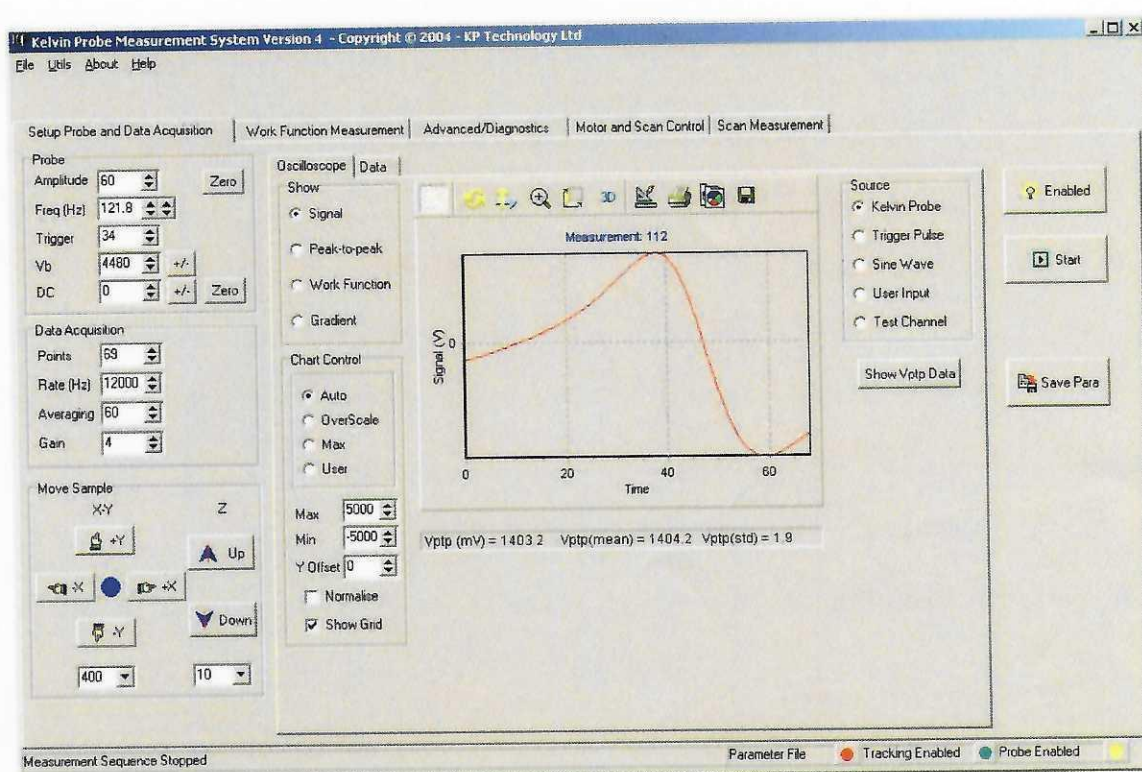 Kelvin Probe Measurement System Version 4 - Copyright © 2004 - KP Technology Ltd
File Utils About Help
Setup Probe and Data Acquisition
Work Function Measurement
Advanced/Diagnostics
Motor and Scan Control
Scan Measurement
Probe
Amplitude 60 Zero
Freq (Hz) 121.8
Trigger 34
Vb 4480 +/-
DC 0 +/- Zero
Data Acquisition
Points 69
Rate (Hz) 12000
Averaging 60
Gain 4
Move Sample
X-Y Z
+Y
Up
-X +X
-Y
Down
400 10
Oscilloscope Data
Show
Signal
Peak-to-peak
Work Function
Gradient
Chart Control
Auto
OverScale
Max
User
Max 5000
Min -5000
Y Offset 0
Normalise
Show Grid
3D
Measurement: 112
Signal (V)
0
0 20 40 60
Time
Vptp (mV) = 1403.2 Vptp(mean) = 1404.2 Vptp(std) = 1.9
Source
Kelvin Probe
Trigger Pulse
Sine Wave
User Input
Test Channel
Show Vptp Data
Enabled
Start
Save Para
Measurement Sequence Stopped
Parameter File
Tracking Enabled
Probe Enabled